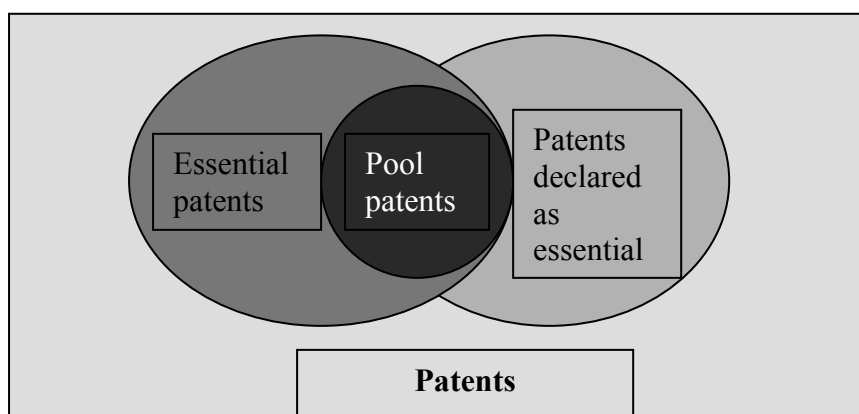 Essential
patents
Pool
patents
Patents
declared
as
essential
Patents